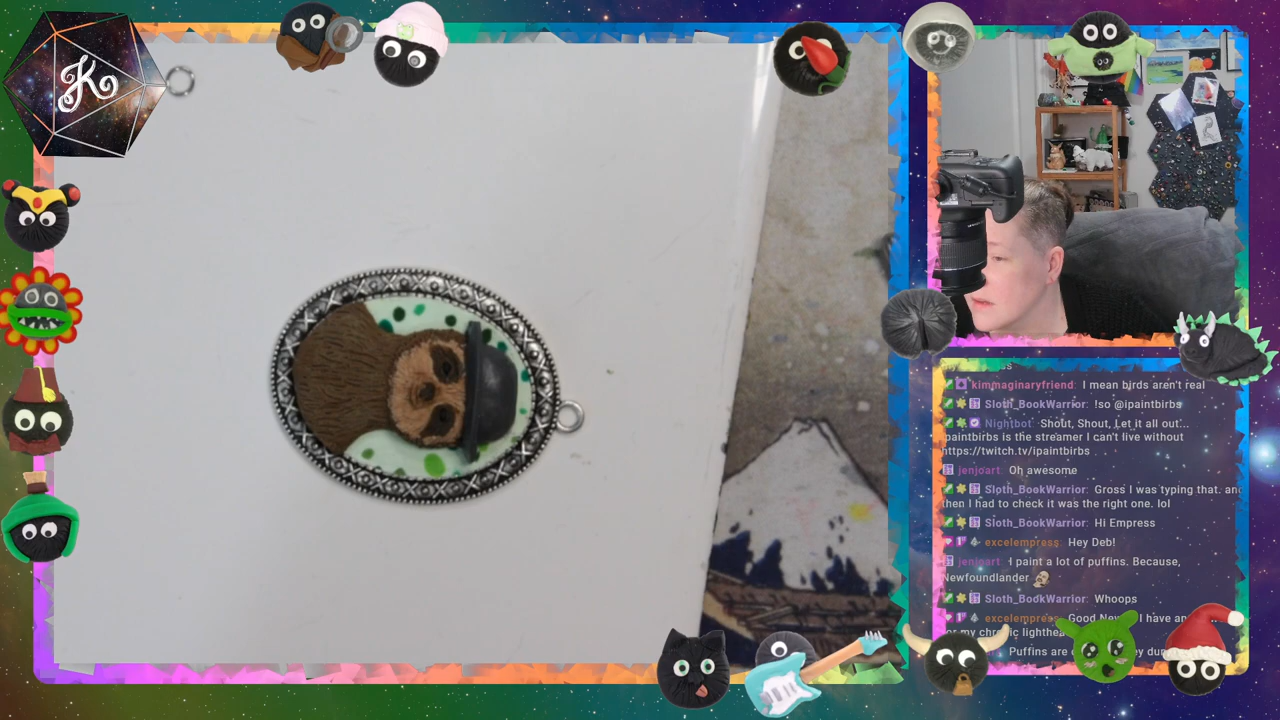 Ko
kimmaginaryfriend: I mean birds aren't real
Sloth_BookWarrior: !so @ipaintbirbs
Nightbot: Shout, Shout, Let it all out...
ipaintbirbs is the streamer I can't live without
https://twitch.tv/ipaintbirbs
jenjoart: Oh awesome
Sloth_BookWarrior: Gross I was typing that. and
then I had to check it was the right one. lol
Sloth_BookWarrior: Hi Empress
excelempress: Hey Deb!
jenjoart: I paint a lot of puffins. Because,
Newfoundlander
Sloth_BookWarrior: Whoops
excelempress: Good I have
my
Puffins are